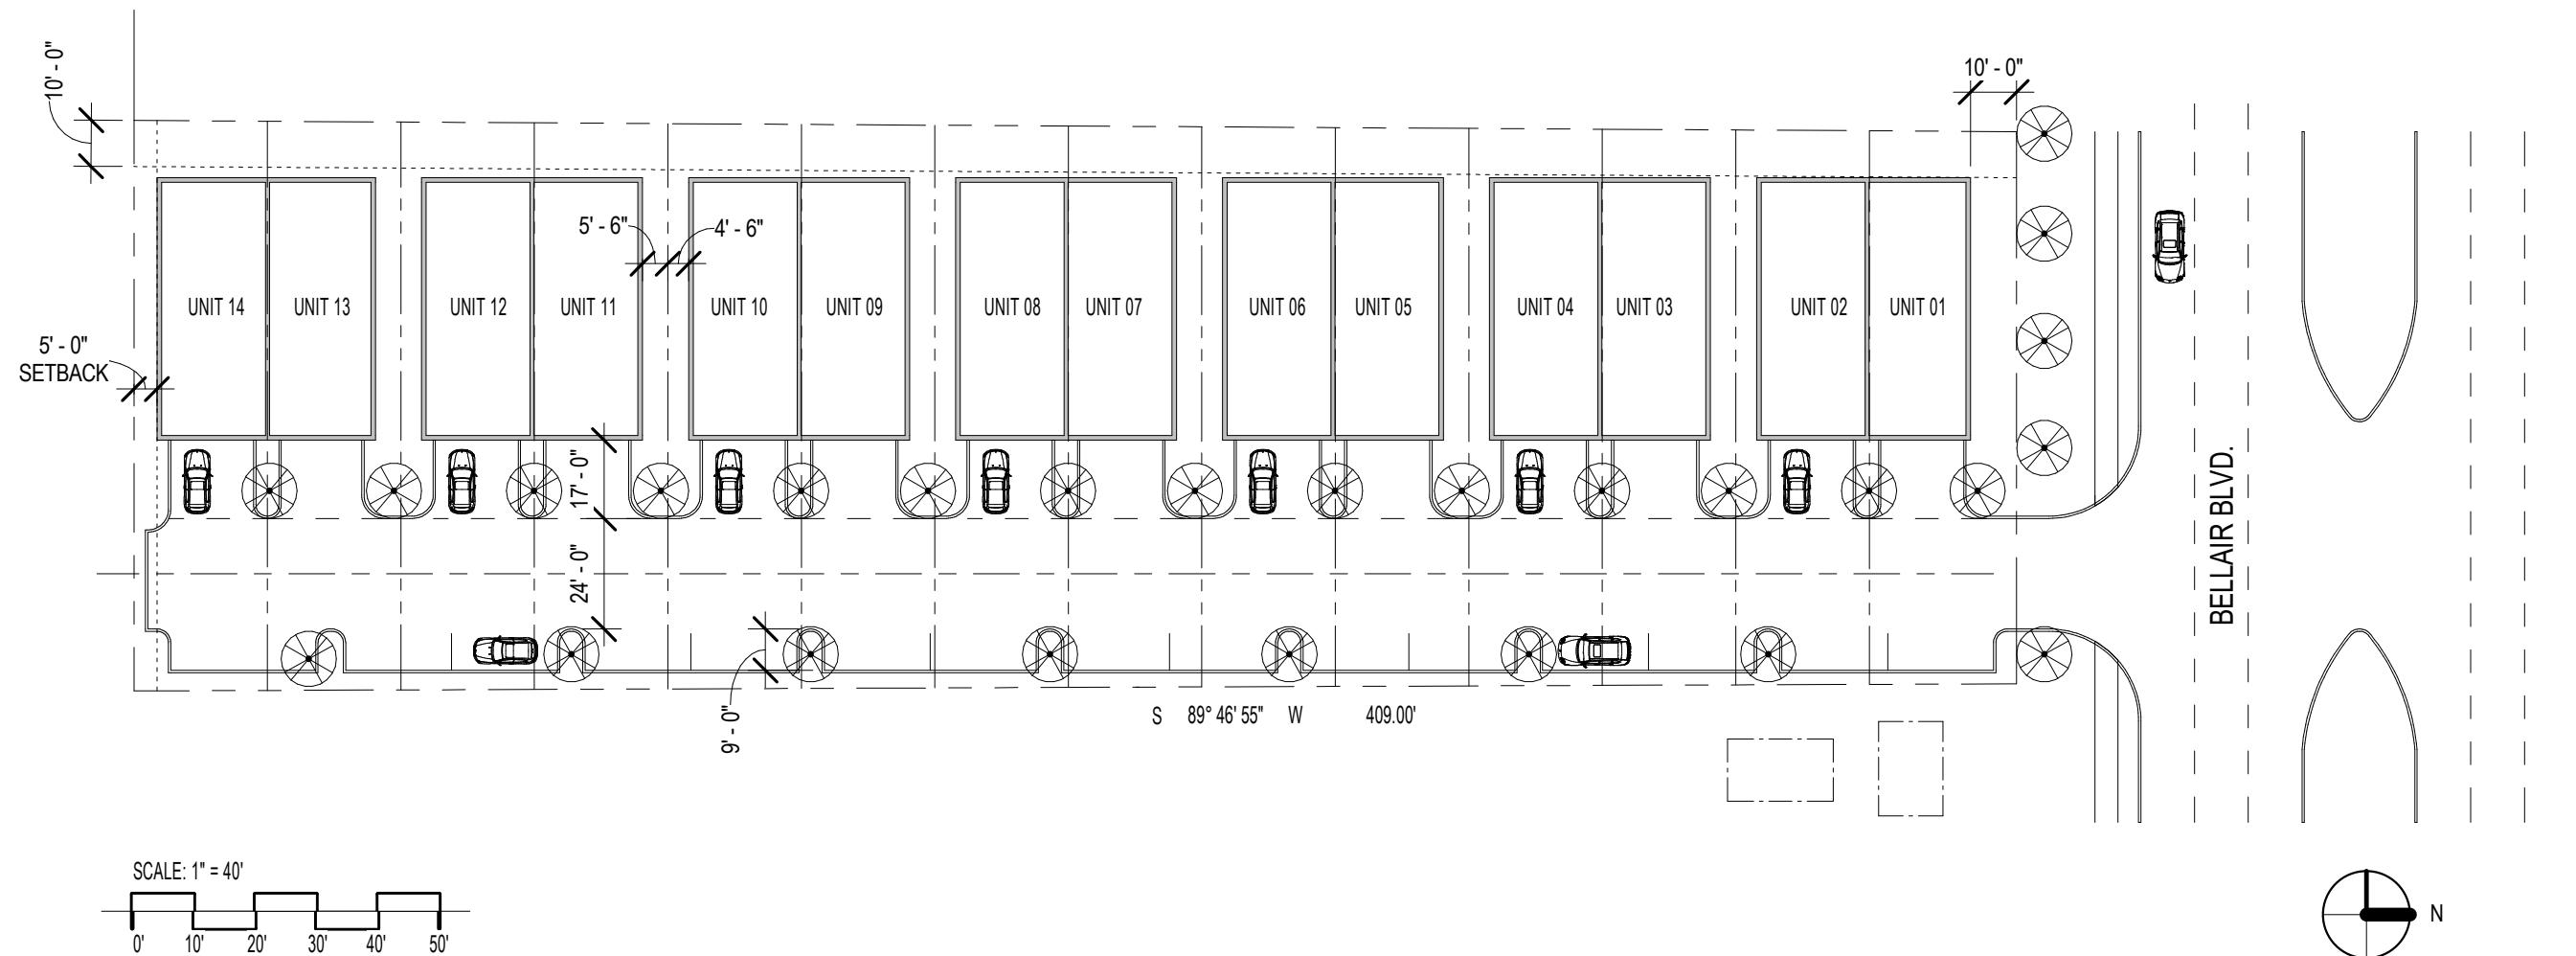 10' - 0"
10' - 0"
5' - 6"
4' - 6"
UNIT 14
UNIT 13
UNIT 12
UNIT 11
UNIT 10
UNIT 09
UNIT 08
UNIT 07
UNIT 06
UNIT 05
UNIT 04
UNIT 03
UNIT 02
UNIT 01
5' - 0"
SETBACK
17' - 0"
24' - 0"
9' - 0"
BELLAIR BLVD.
S 89° 46' 55" W 409.00'
SCALE: 1" = 40'
0' 10' 20' 30' 40' 50'
N